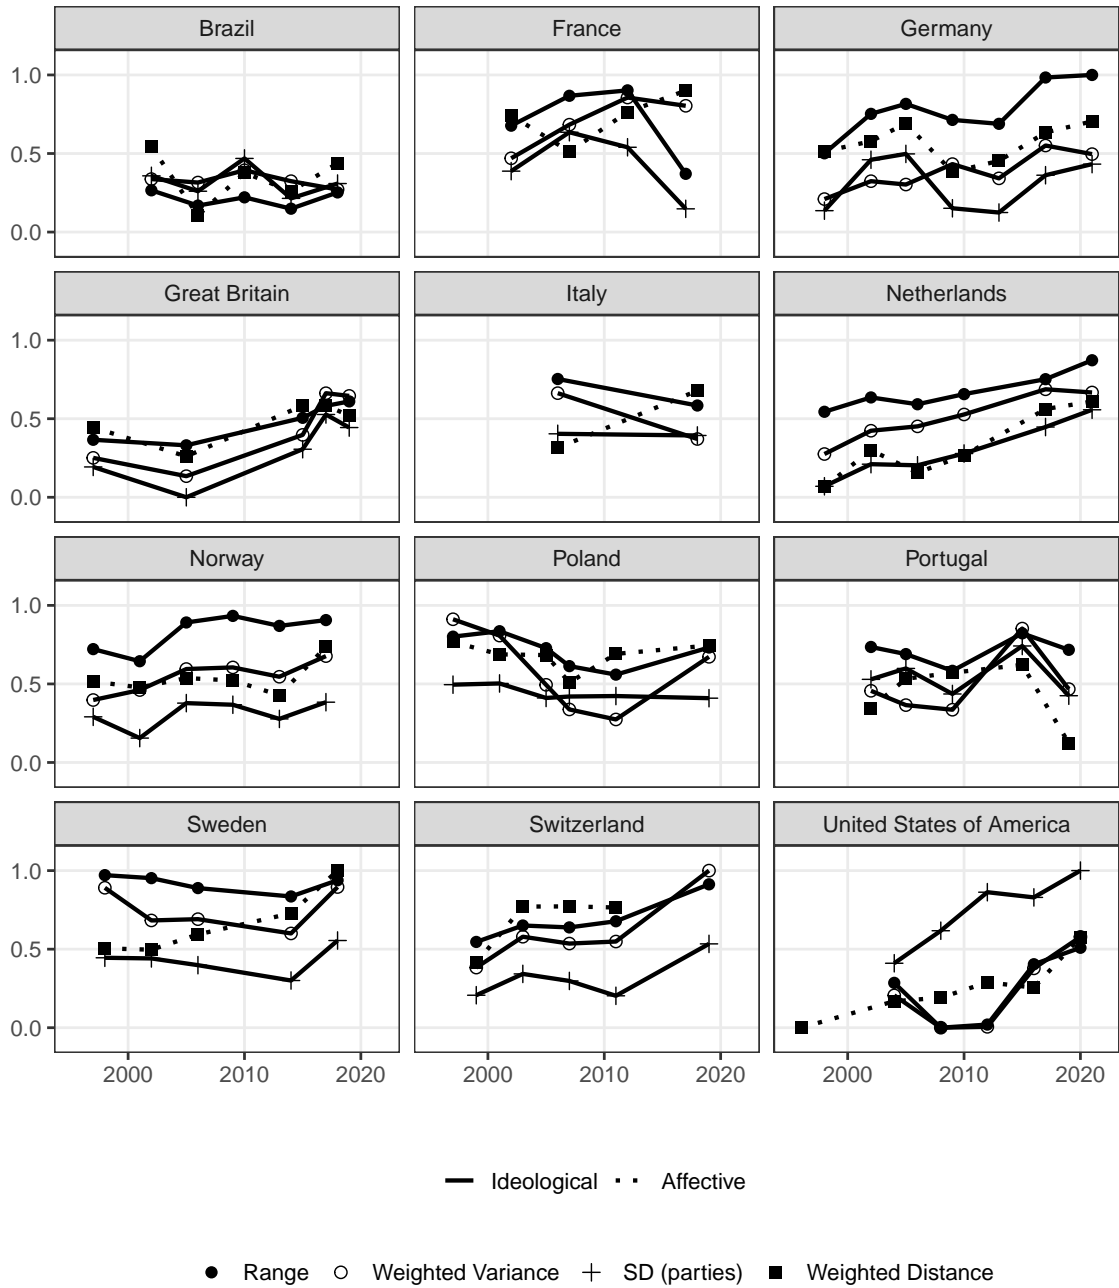 Brazil France Germany
1.0
0.5
0.0
Great Britain Italy Netherlands
1.0
0.5
0.0
Norway Poland Portugal
1.0
0.5
0.0
Sweden Switzerland United States of America
1.0
0.5
0.0
2000 2010 2020 2000 2010 2020 2000 2010 2020
Ideological Affective
Range Weighted Variance SD (parties) Weighted Distance